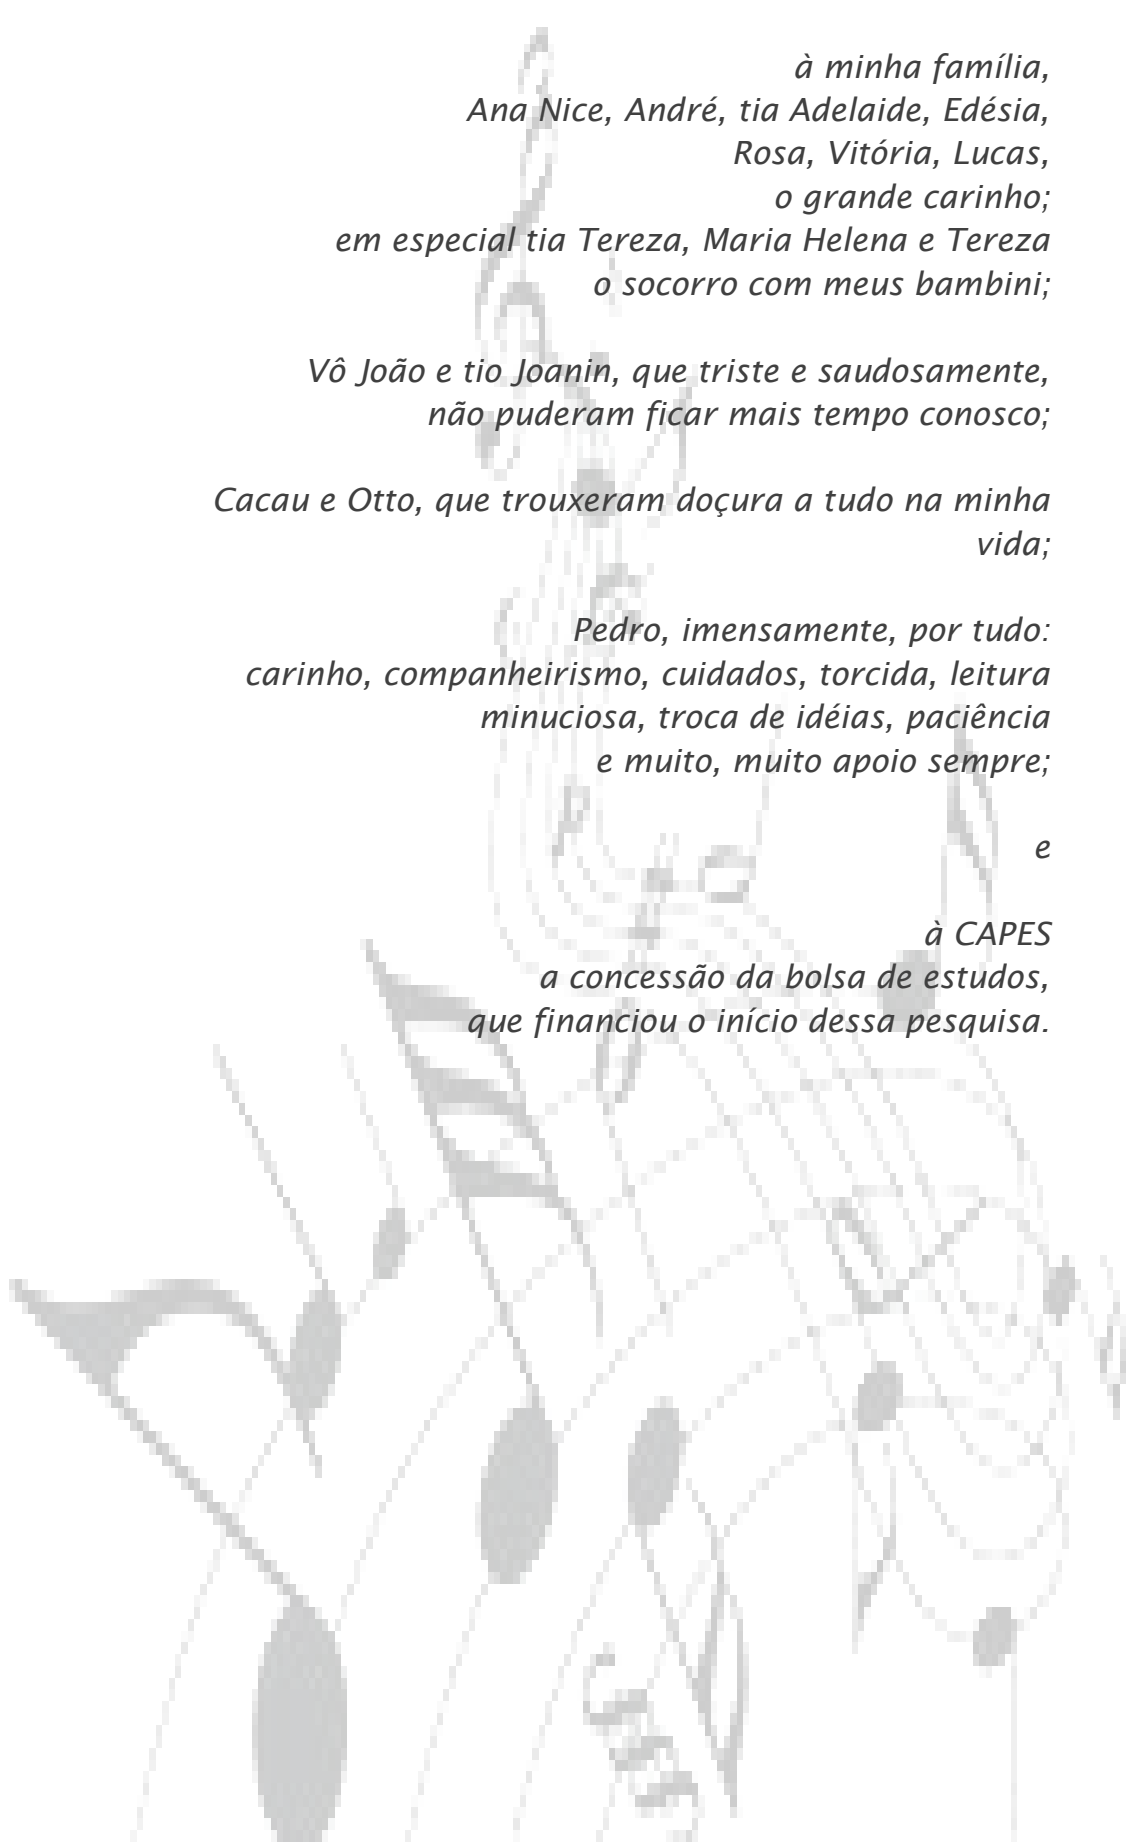 à minha família,
Ana Nice, André, tia Adelaide, Edésia,
Rosa, Vitória, Lucas,
o grande carinho;
em especial tia Tereza, Maria Helena e Tereza
o socorro com meus bambini;
Vô João e tio Joanin, que triste e saudosamente,
não puderam ficar mais tempo conosco;
Cacau e Otto, que trouxeram doçura a tudo na minha
vida;
Pedro, imensamente, por tudo:
carinho, companheirismo, cuidados, torcida, leitura
minuciosa, troca de idéias, paciência
e muito, muito apoio sempre;
e
à CAPES
a concessão da bolsa de estudos,
que financiou o início dessa pesquisa.